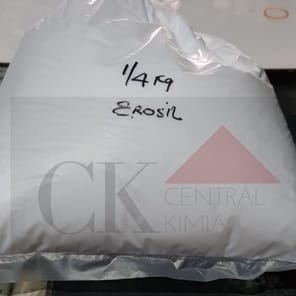 1/4 Kg
EROSIL
CK CENTRAL
KIMIA